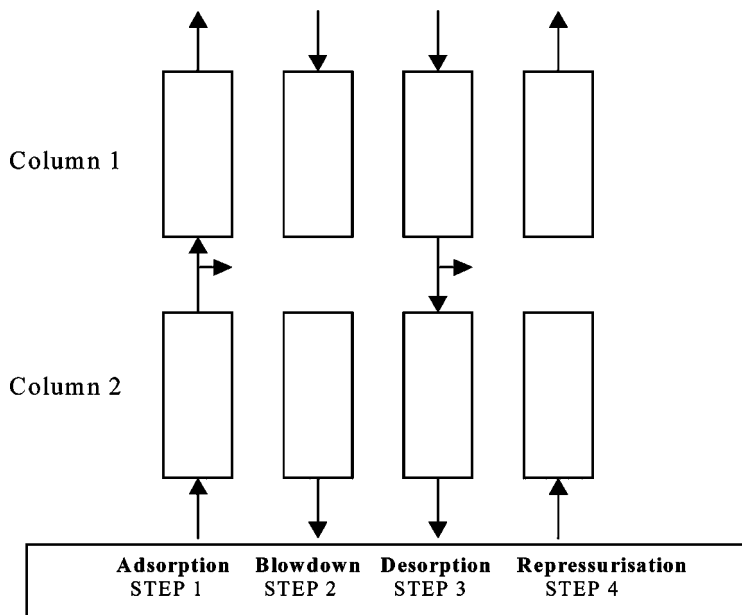 Column 1
Column 2
Adsorption Blowdown Desorption Repressurisation
STEP 1 STEP 2 STEP 3 STEP 4